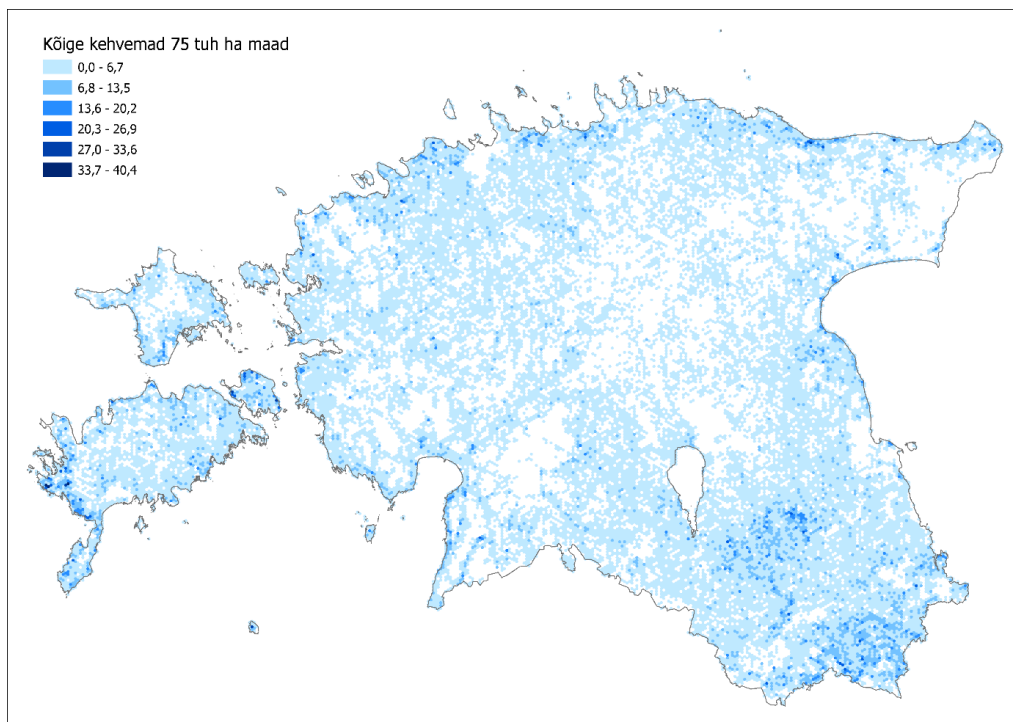 Kõige kehvemad 75 tuh ha maad
0,0 - 6,7
6,8 - 13,5
13,6 - 20,2
20,3 - 26,9
27,0 - 33,6
33,7 - 40,4